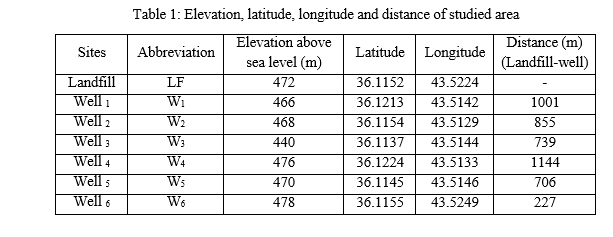 Table 1: Elevation, latitude, longitude and distance of studied area
Sites Abbreviation Elevation above sea level (m) Latitude Longitude Distance (m) (Landfill-well)
Landfill LF 472 36.1152 43.5224 -
Well 1 W1 466 36.1213 43.5142 1001
Well 2 W2 468 36.1154 43.5129 855
Well 3 W3 440 36.1137 43.5144 739
Well 4 W4 476 36.1224 43.5133 1144
Well 5 W5 470 36.1145 43.5146 706
Well 6 W6 478 36.1155 43.5249 227